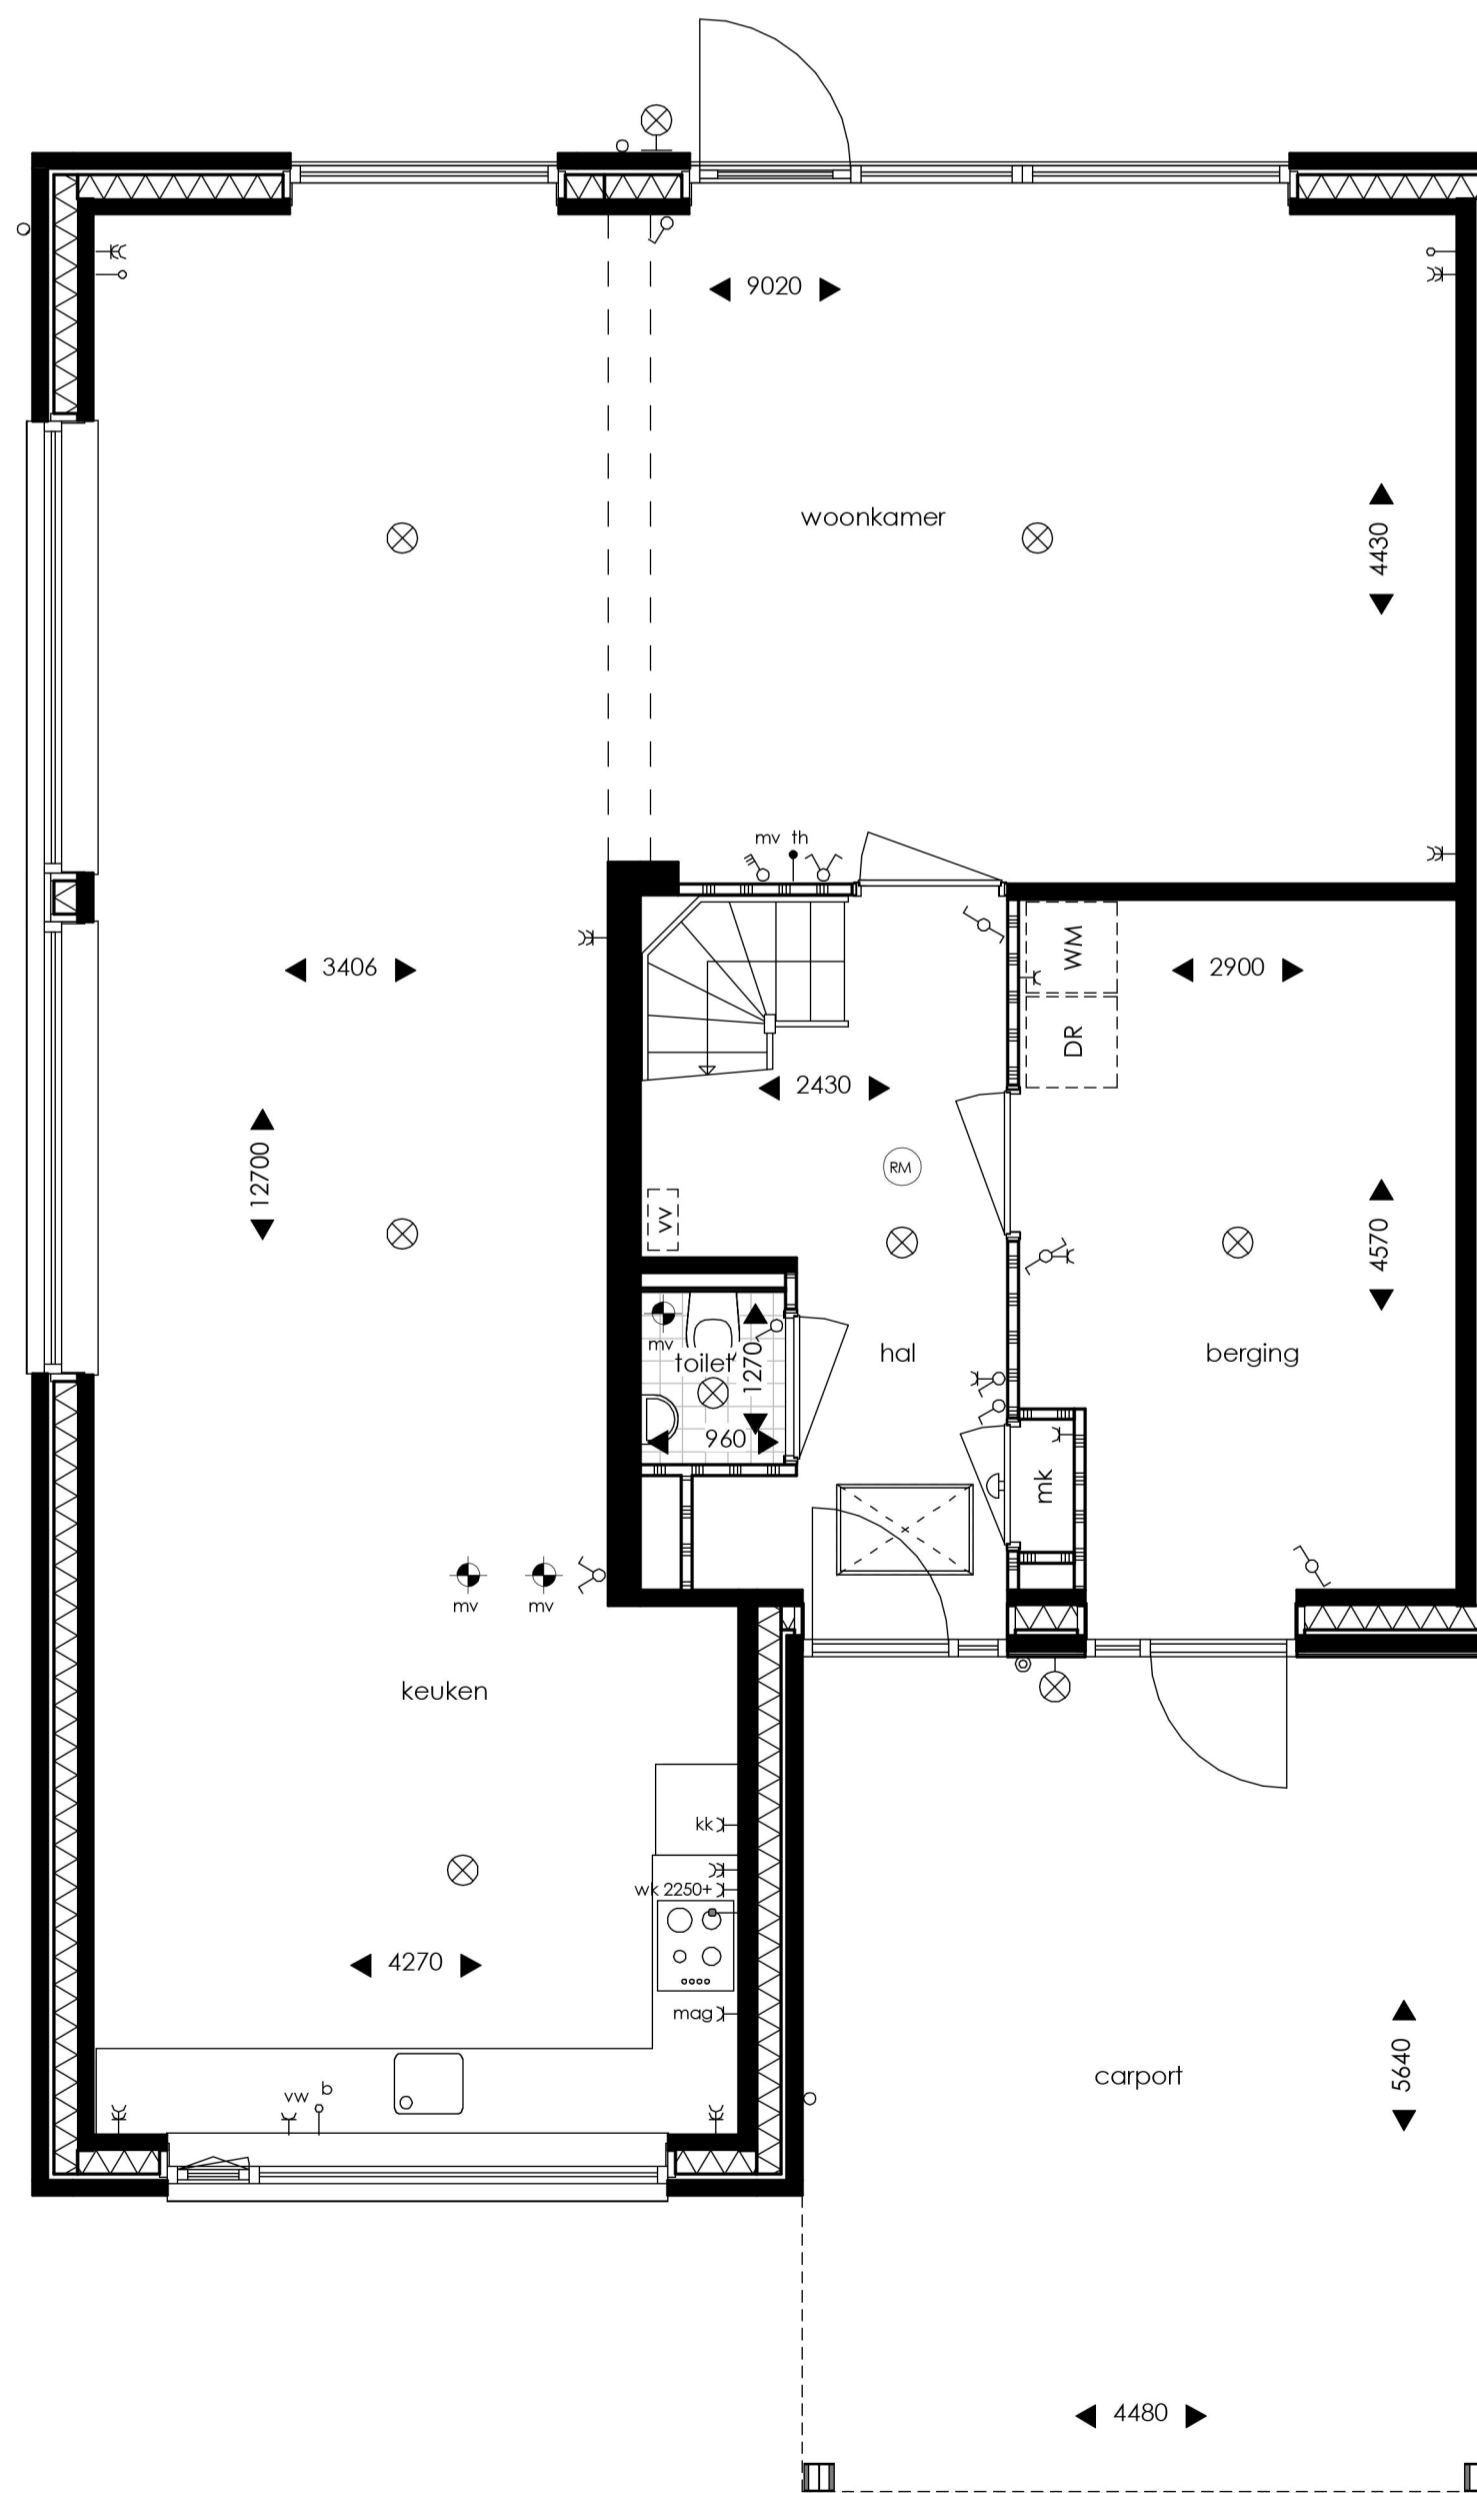 9020
woonkamer
4430
mv th
WM
3406
2900
DR
2430
12700
RM
vv
4570
mv
toilet
1270
hal
berging
960
mk
mv
mv
keuken
kk
wk 2250+
4270
mag
carport
5640
vw
b
4480